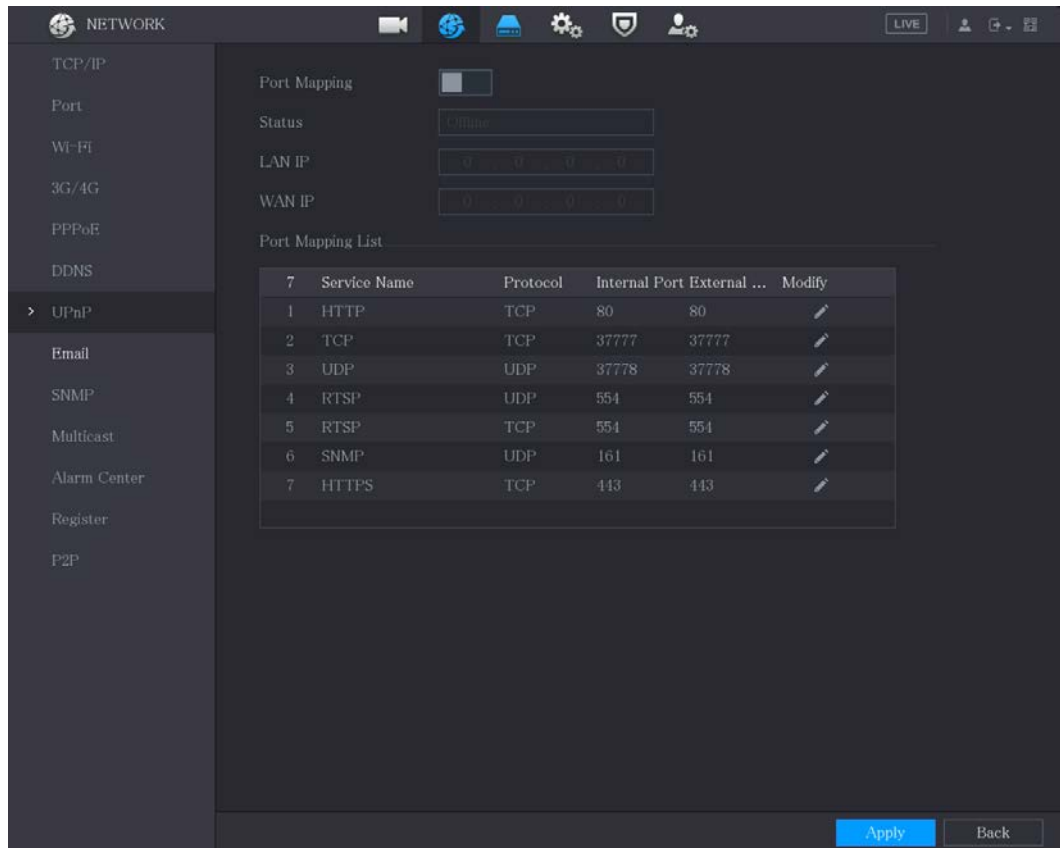 NETWORK
LIVE
TCP/IP
Port
Wi-Fi
3G/4G
PPPoE
DDNS
UPnP
Email
SNMP
Multicast
Alarm Center
Register
P2P
Port Mapping
Status Offline
LAN IP 0 . 0 . 0 . 0
WAN IP 0 . 0 . 0 . 0
Port Mapping List
7 Service Name Protocol Internal Port External ... Modify
1 HTTP TCP 80 80
2 TCP TCP 37777 37777
3 UDP UDP 37778 37778
4 RTSP UDP 554 554
5 RTSP TCP 554 554
6 SNMP UDP 161 161
7 HTTPS TCP 443 443
Apply Back